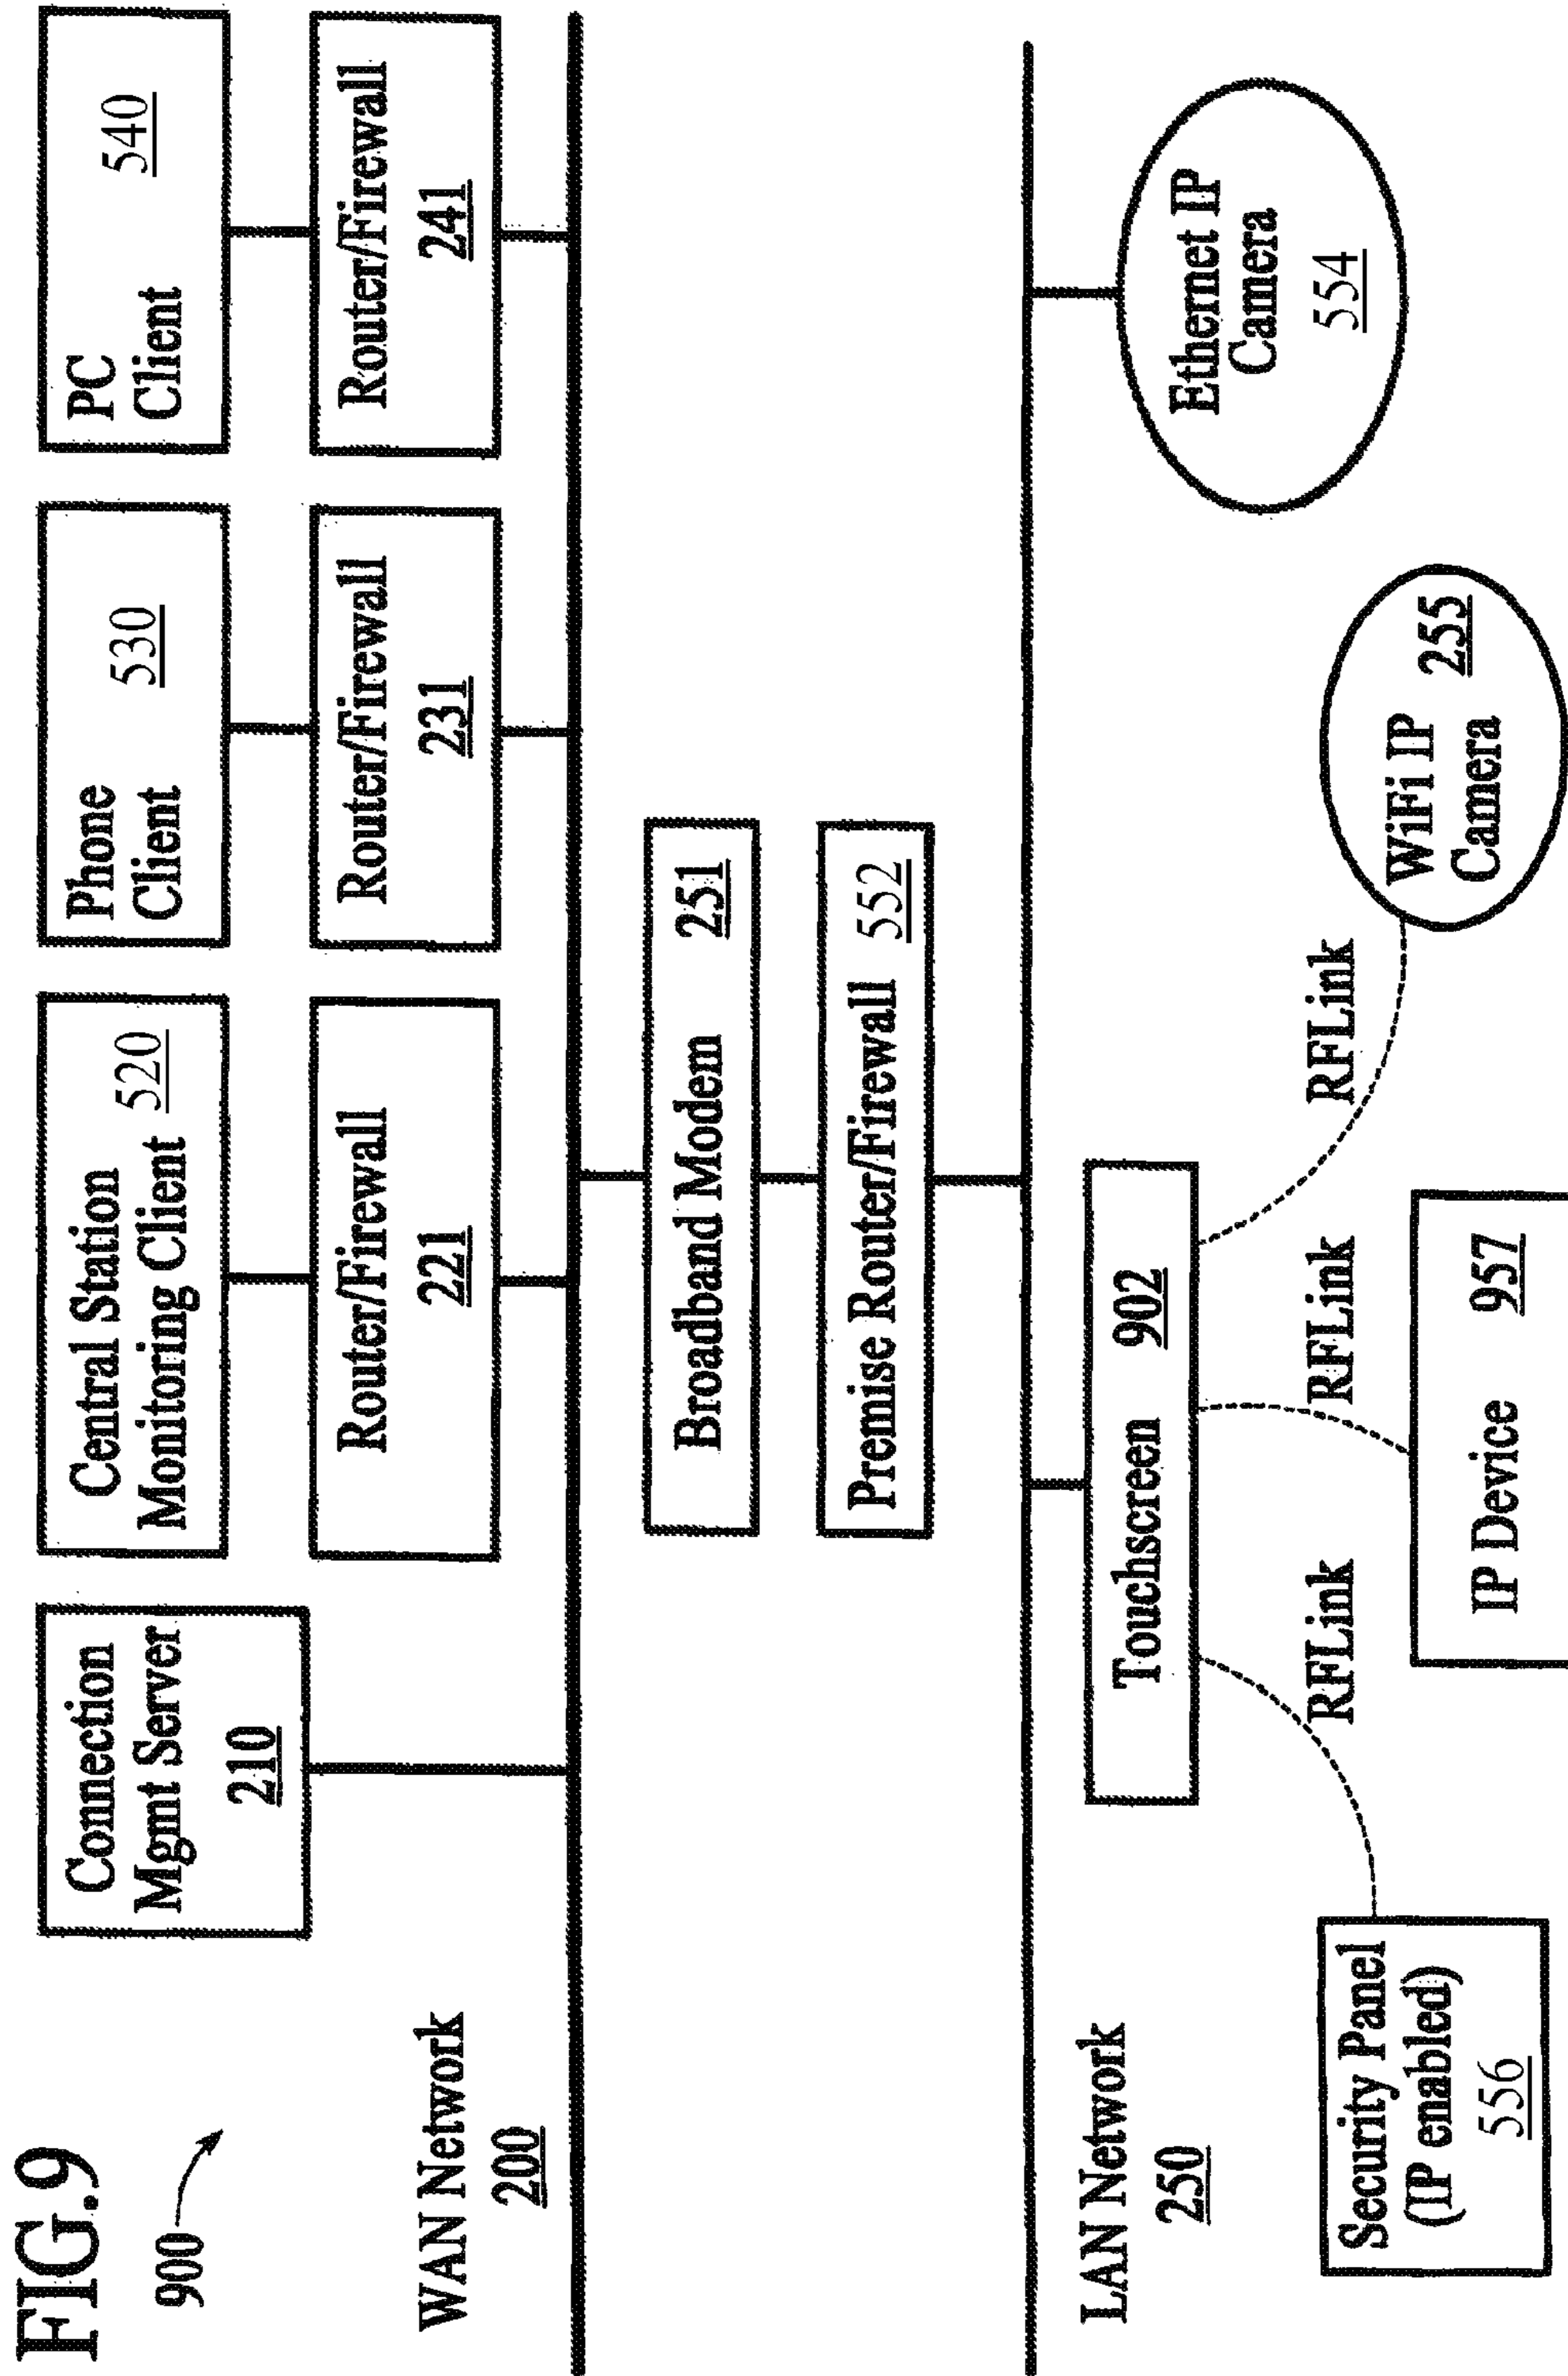 FIG.9
900
Connection
Mgmt Server
210
Central Station
Monitoring Client 520
Phone
Client 530
PC
Client 540
Router/Firewall
221
Router/Firewall
231
Router/Firewall
241
WAN Network
200
Broadband Modem 251
Premise Router/Firewall 552
LAN Network
250
Touchscreen 902
Ethernet IP
Camera
554
RFLink
RFLink
RFLink
Security Panel
(IP enabled)
556
IP Device 957
WiFi IP
Camera 255